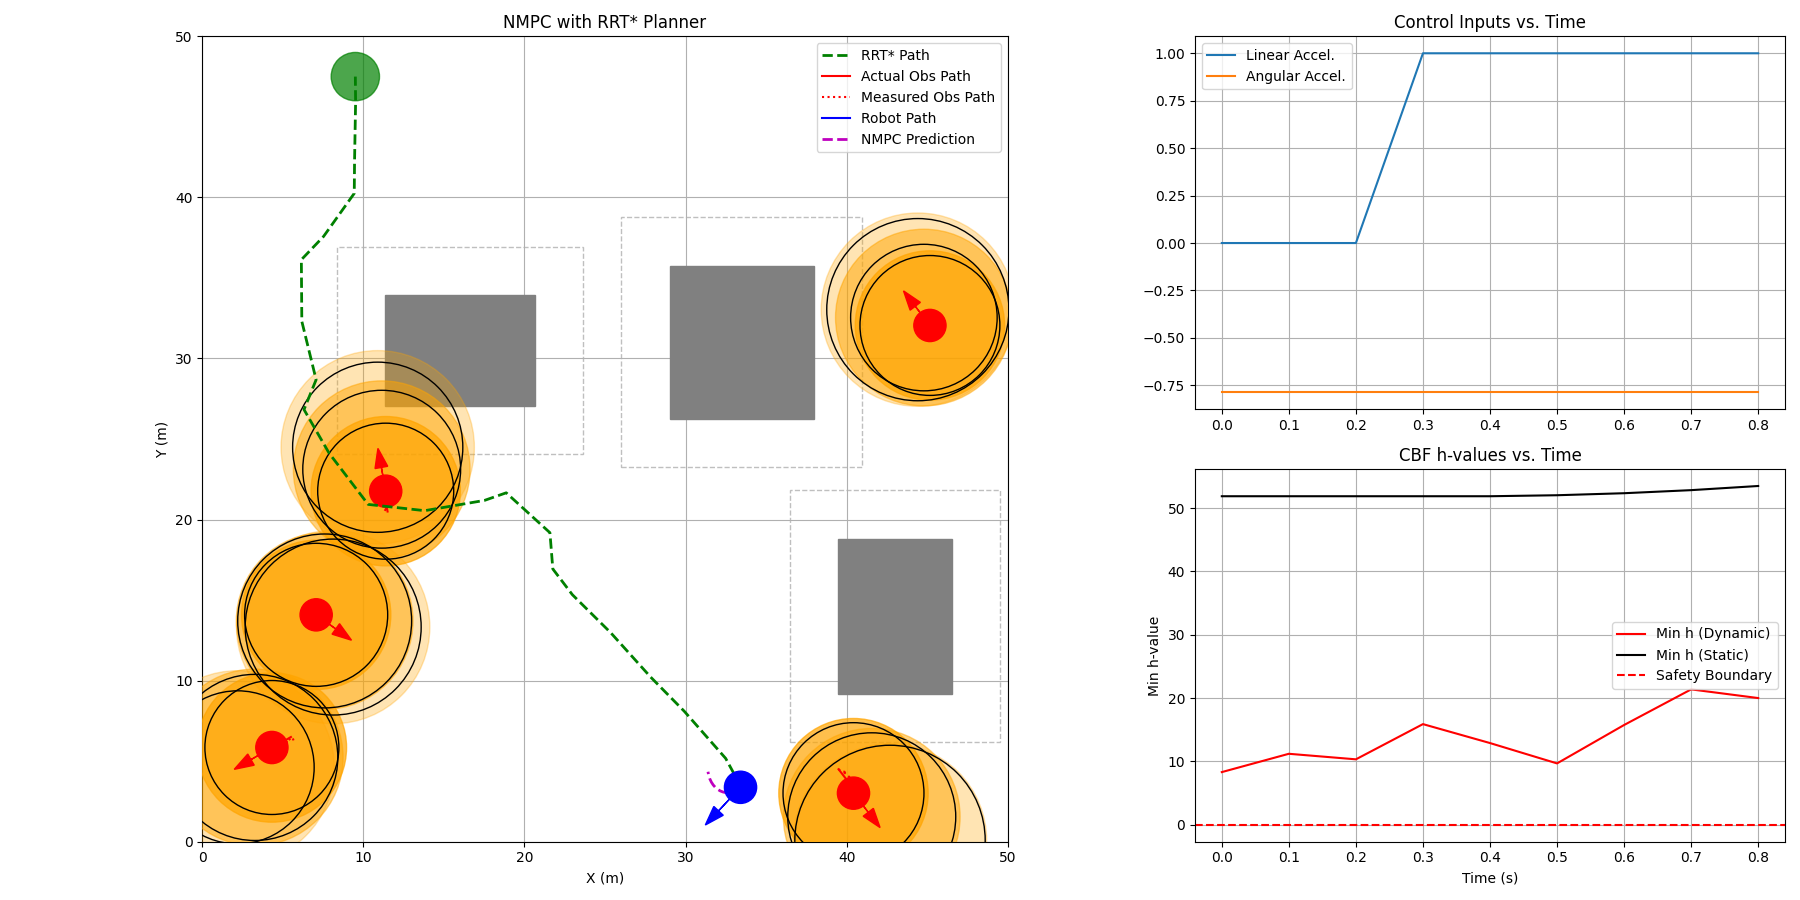 NMPC with RRT* Planner
50
40
30
20
10
0
Y (m)
RRT* Path
Actual Obs Path
Measured Obs Path
Robot Path
NMPC Prediction
0 10 20 30 40 50
X (m)
Control Inputs vs. Time
1.00
0.75
0.50
0.25
0.00
−0.25
−0.50
−0.75
Linear Accel.
Angular Accel.
0.0 0.1 0.2 0.3 0.4 0.5 0.6 0.7 0.8
CBF h-values vs. Time
50
40
30
20
10
0
Min h-value
Min h (Dynamic)
Min h (Static)
Safety Boundary
0.0 0.1 0.2 0.3 0.4 0.5 0.6 0.7 0.8
Time (s)